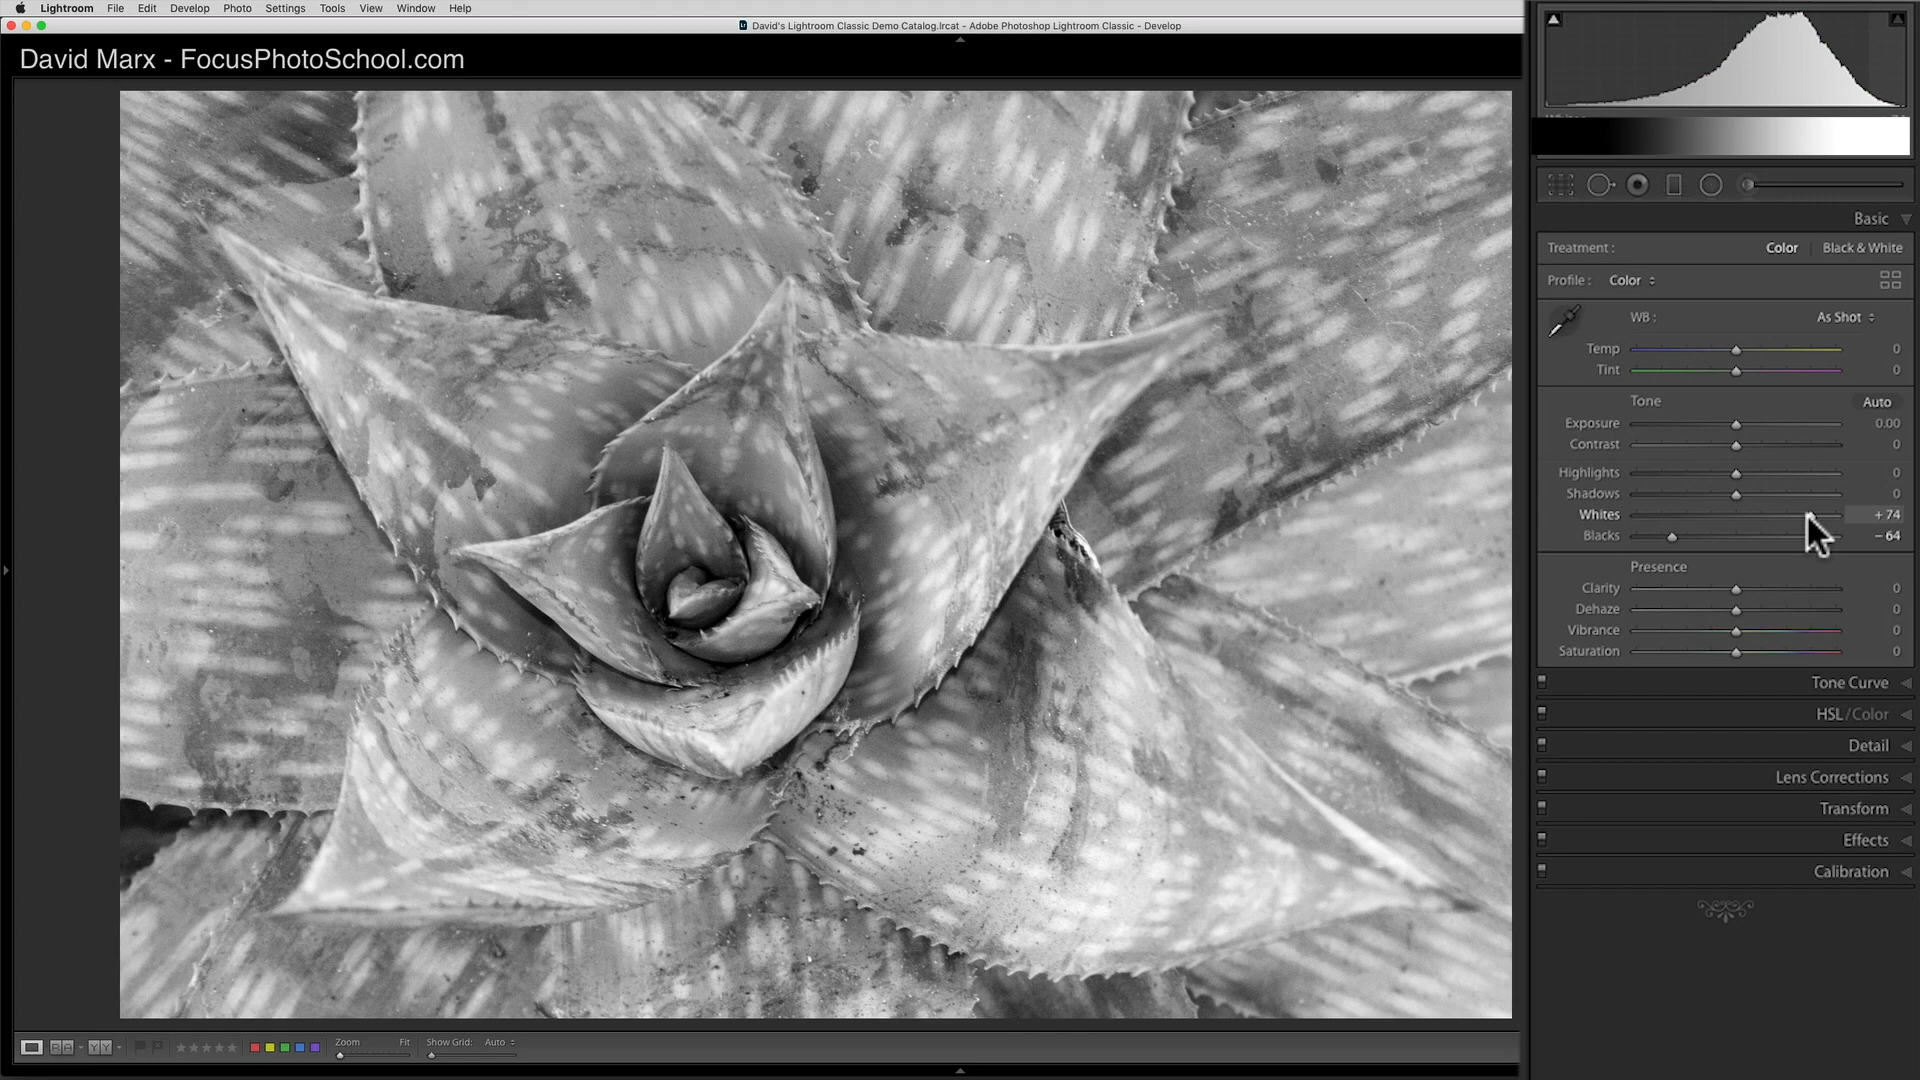 Lightroom File Edit Develop Photo Settings Tools View Window Help
David's Lightroom Classic Demo Catalog.lrcat - Adobe Photoshop Lightroom Classic - Develop
David Marx - FocusPhotoSchool.com
Basic
Treatment : Color Black & White
Profile : Color
WB : As Shot
Temp 0
Tint 0
Tone Auto
Exposure 0.00
Contrast 0
Highlights 0
Shadows 0
Whites + 74
Blacks − 64
Presence
Clarity 0
Dehaze 0
Vibrance 0
Saturation 0
Tone Curve
HSL / Color
Detail
Lens Corrections
Transform
Effects
Calibration
Zoom Fit Show Grid: Auto